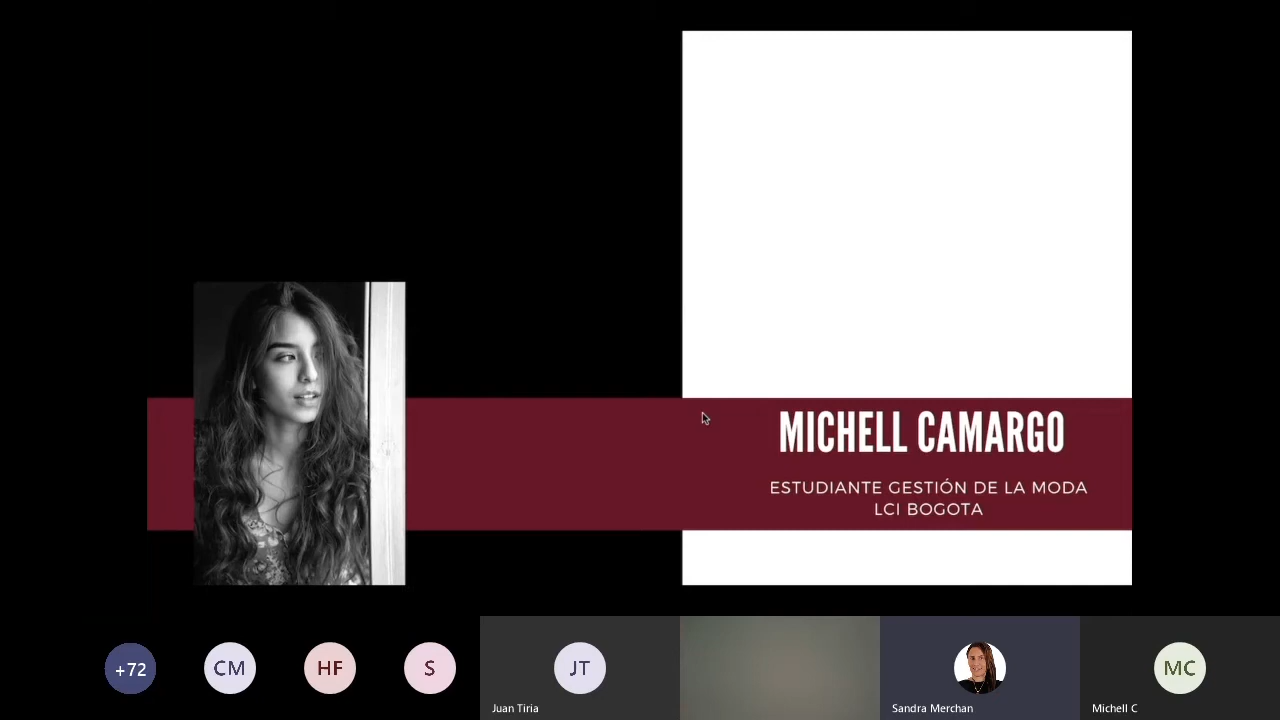 MICHELL CAMARGO
ESTUDIANTE GESTIÓN DE LA MODA
LCI BOGOTA
+72
CM
HF
S
JT
MC
Juan Tiria
Sandra Merchan
Michell C